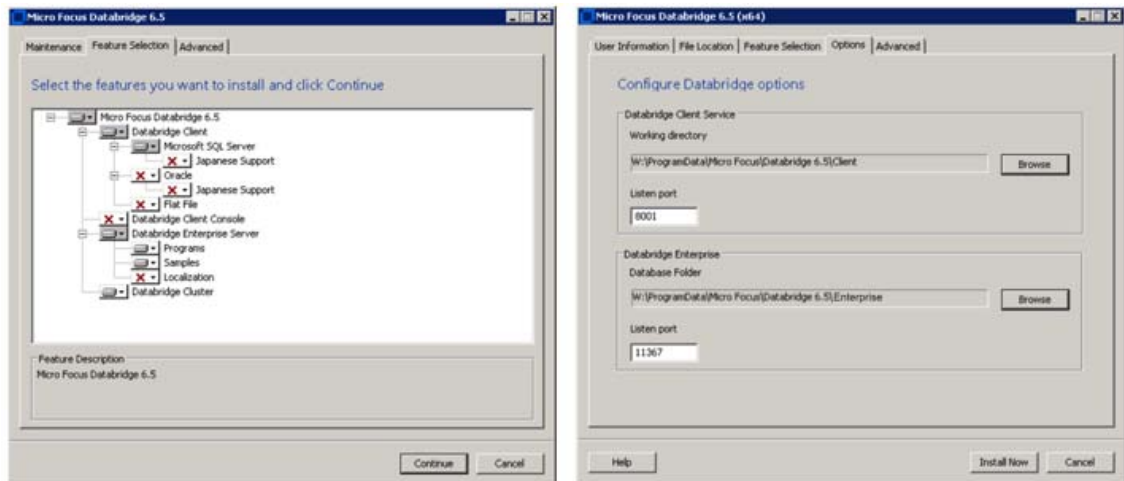 Micro Focus Databridge 6.5
Maintenance Feature Selection Advanced
Select the features you want to install and click Continue
Micro Focus Databridge 6.5
Databridge Client
Microsoft SQL Server
Japanese Support
Oracle
Japanese Support
Flat File
Databridge Client Console
Databridge Enterprise Server
Programs
Samples
Localization
Databridge Cluster
Feature Description
Micro Focus Databridge 6.5
Continue Cancel
Micro Focus Databridge 6.5 (x64)
User Information File Location Feature Selection Options Advanced
Configure Databridge options
Databridge Client Service
Working directory
W:\ProgramData\Micro Focus\Databridge 6.5\Client Browse
Listen port
8001
Databridge Enterprise
Database Folder
W:\ProgramData\Micro Focus\Databridge 6.5\Enterprise Browse
Listen port
11367
Help Install Now Cancel